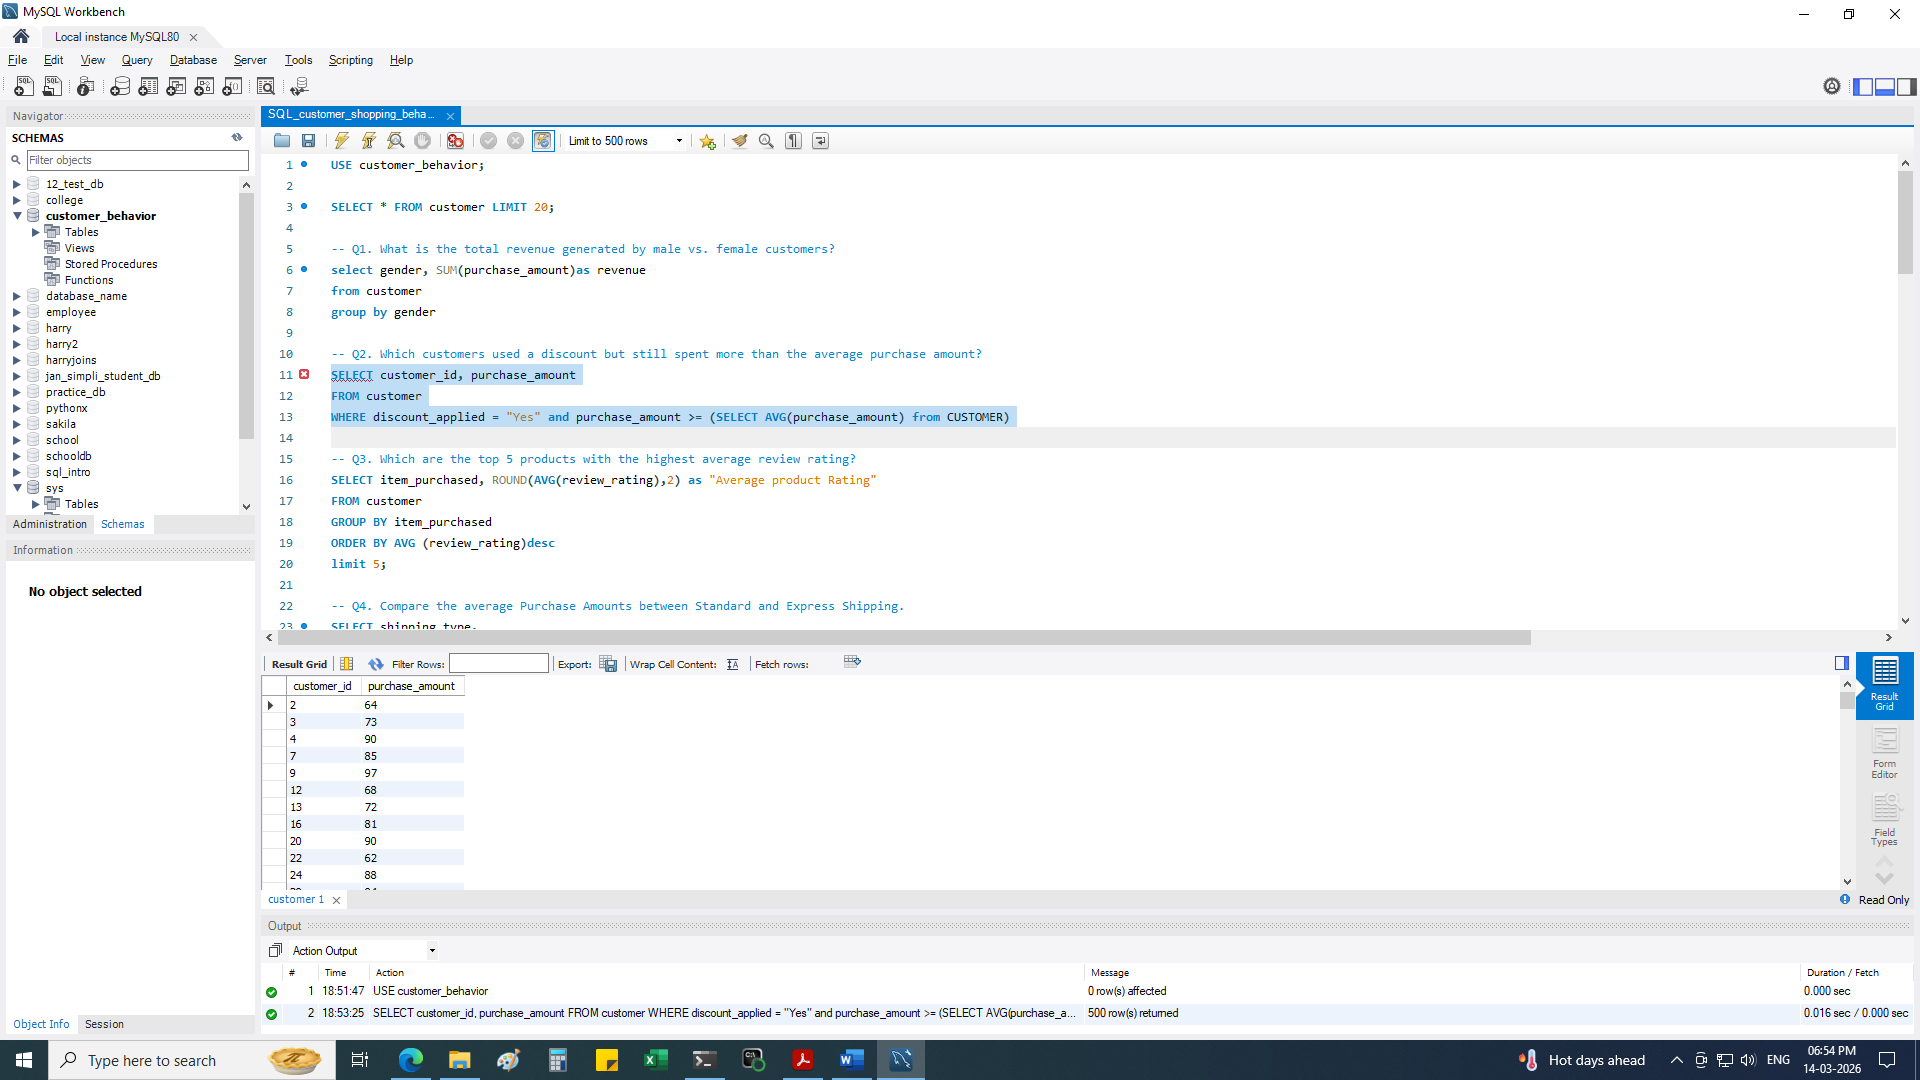 MySQL Workbench
Local instance MySQL80
File Edit View Query Database Server Tools Scripting Help
Navigator
SCHEMAS
Filter objects
12_test_db
college
customer_behavior
Tables
Views
Stored Procedures
Functions
database_name
employee
harry
harry2
harryjoins
jan_simpli_student_db
practice_db
pythonx
sakila
school
schooldb
sql_intro
sys
Tables
Administration Schemas
Information
No object selected
Object Info Session
SQL_customer_shopping_beha...
Limit to 500 rows
1 USE customer_behavior;
2
3 SELECT * FROM customer LIMIT 20;
4
5 -- Q1. What is the total revenue generated by male vs. female customers?
6 select gender, SUM(purchase_amount)as revenue
7 from customer
8 group by gender
9
10 -- Q2. Which customers used a discount but still spent more than the average purchase amount?
11 SELECT customer_id, purchase_amount
12 FROM customer
13 WHERE discount_applied = "Yes" and purchase_amount >= (SELECT AVG(purchase_amount) from CUSTOMER)
14
15 -- Q3. Which are the top 5 products with the highest average review rating?
16 SELECT item_purchased, ROUND(AVG(review_rating),2) as "Average product Rating"
17 FROM customer
18 GROUP BY item_purchased
19 ORDER BY AVG (review_rating)desc
20 limit 5;
21
22 -- Q4. Compare the average Purchase Amounts between Standard and Express Shipping.
23 SELECT shipping_type,
Result Grid Filter Rows: Export: Wrap Cell Content: Fetch rows:
customer_id purchase_amount
2 64
3 73
4 90
7 85
9 97
12 68
13 72
16 81
20 90
22 62
24 88
Result Grid
Form Editor
Field Types
customer 1
Read Only
Output
Action Output
# Time Action Message Duration / Fetch
1 18:51:47 USE customer_behavior 0 row(s) affected 0.000 sec
2 18:53:25 SELECT customer_id, purchase_amount FROM customer WHERE discount_applied = "Yes" and purchase_amount >= (SELECT AVG(purchase_a... 500 row(s) returned 0.016 sec / 0.000 sec
Type here to search
Hot days ahead
ENG
06:54 PM
14-03-2026